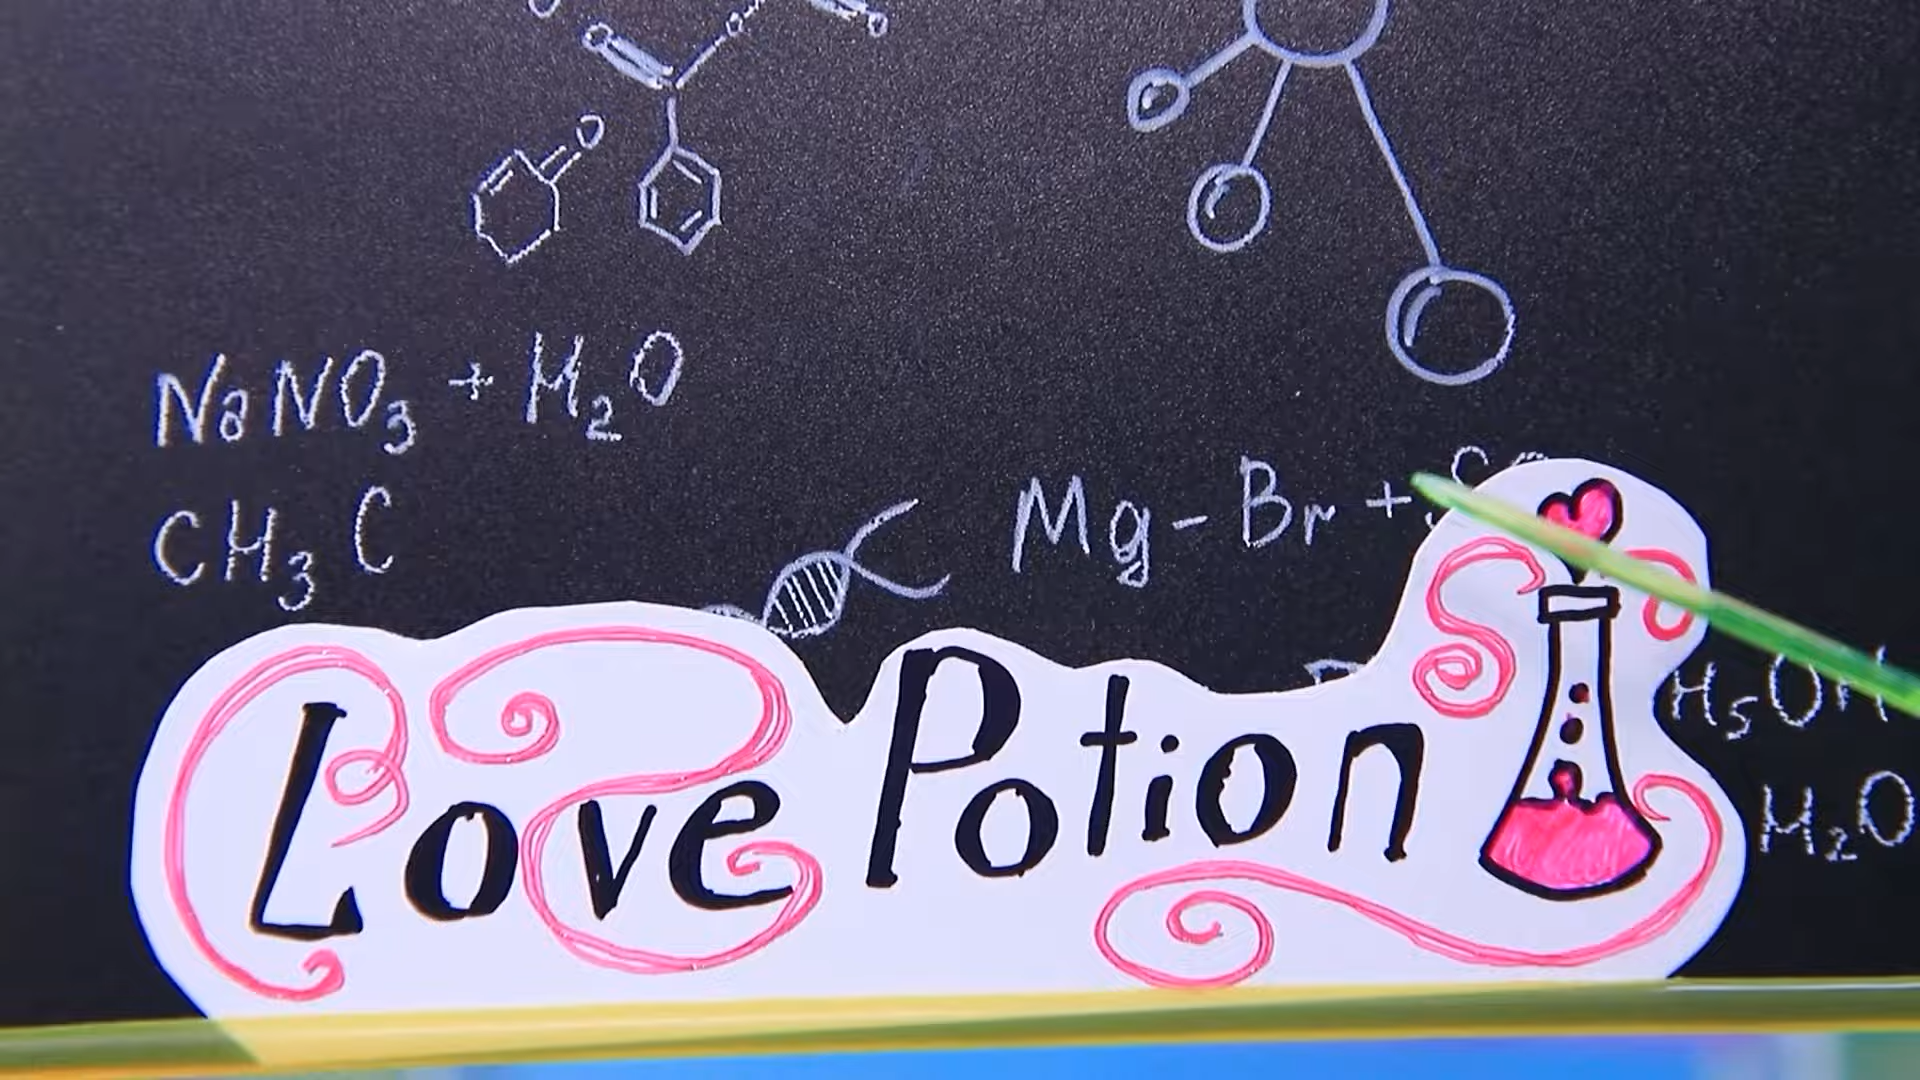 NaNO₃ + H₂O
CH₃ C
Mg-Br +
H₅OH
H₂O
Love Potion